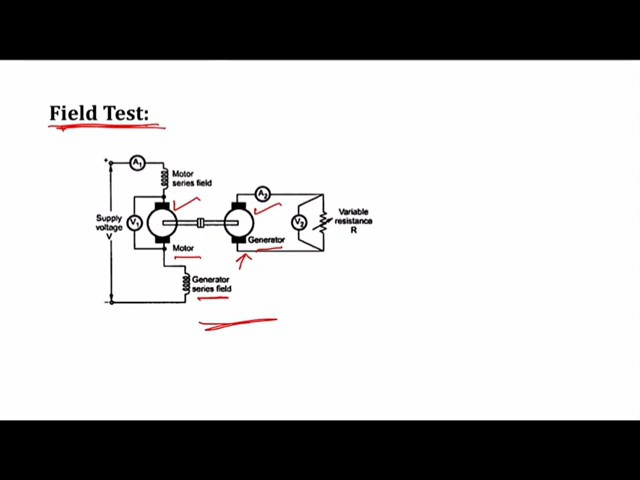 Field Test:
+
A1
Motor
series field
A2
Supply
voltage
V
V1
V2
Variable
resistance
R
Generator
Motor
Generator
series field
−